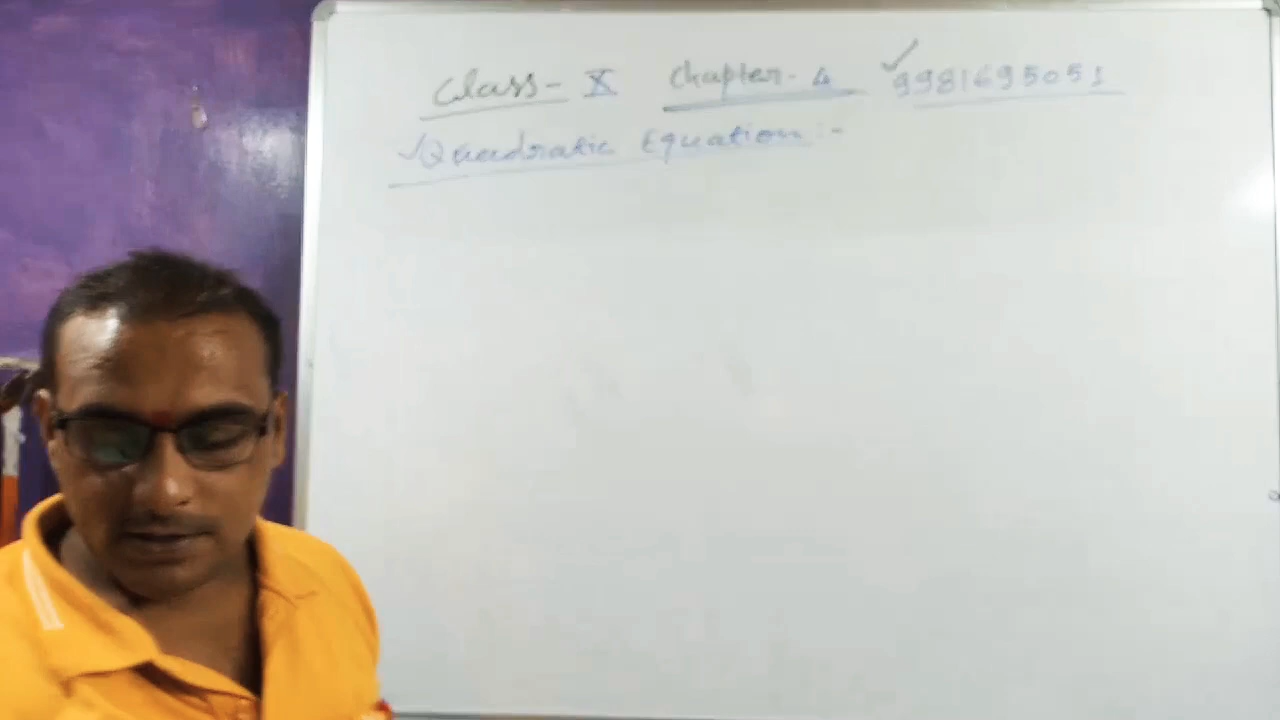 Class- X Chapter- 4 9981695051
Quadratic Equation:-